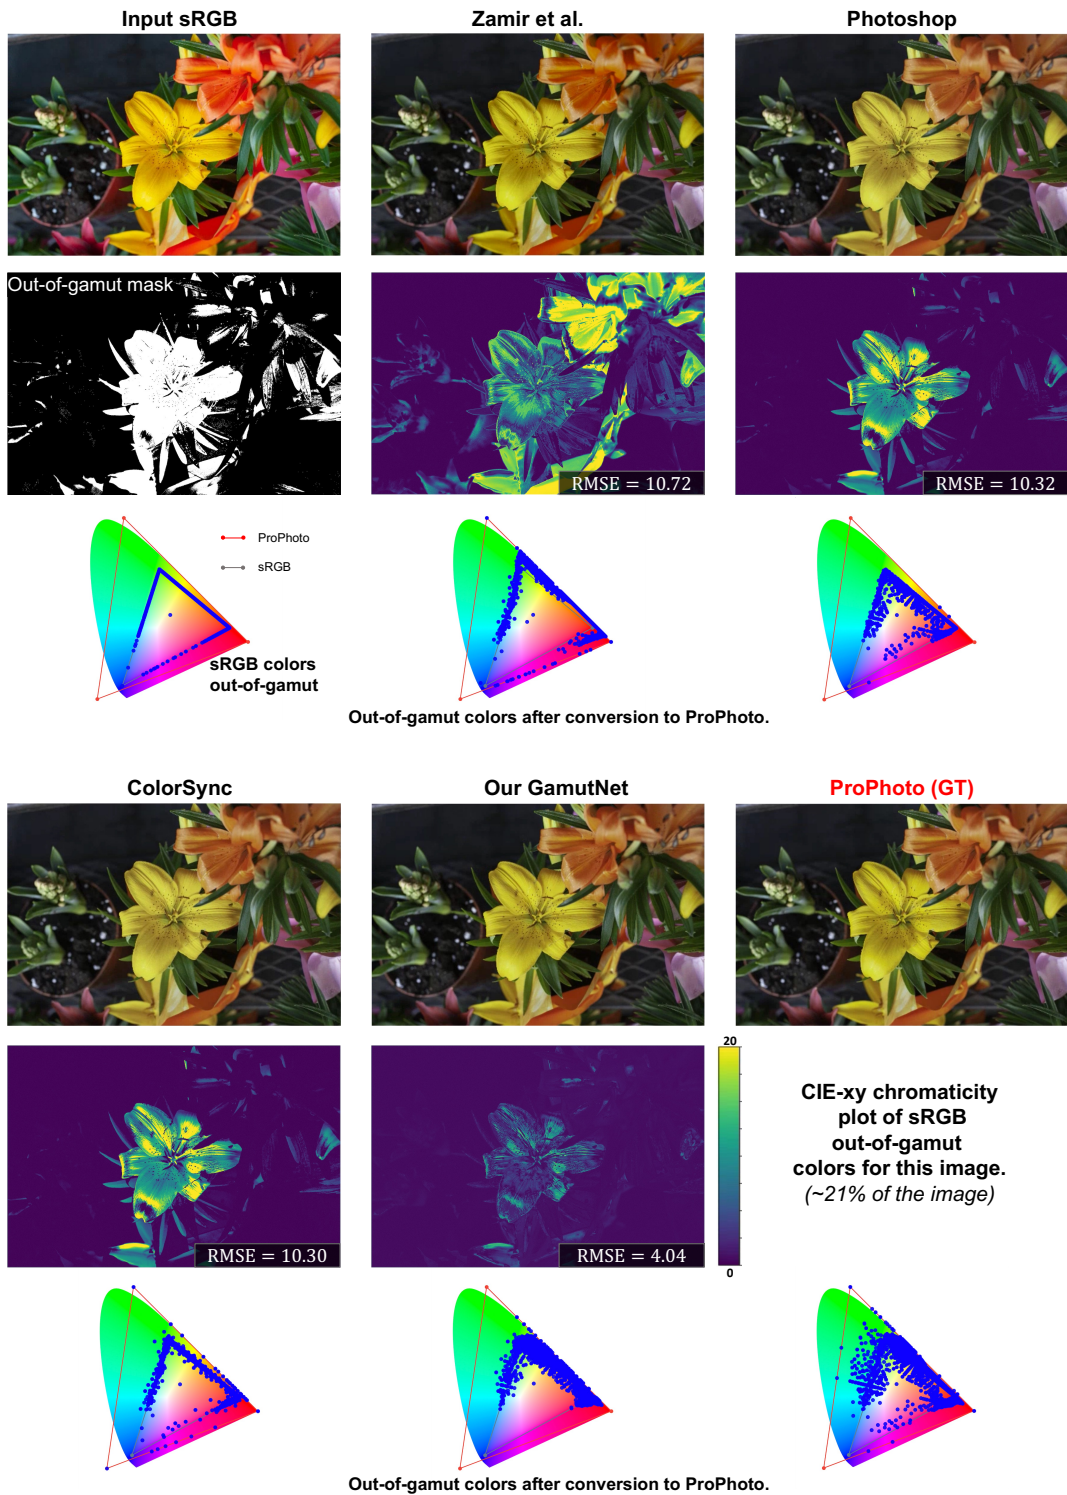 Input sRGB
Zamir et al.
Photoshop
Out-of-gamut mask
RMSE = 10.72
RMSE = 10.32
ProPhoto
sRGB
sRGB colors
out-of-gamut
Out-of-gamut colors after conversion to ProPhoto.
ColorSync
Our GamutNet
ProPhoto (GT)
RMSE = 10.30
RMSE = 4.04
20
0
CIE-xy chromaticity
plot of sRGB
out-of-gamut
colors for this image.
(~21% of the image)
Out-of-gamut colors after conversion to ProPhoto.